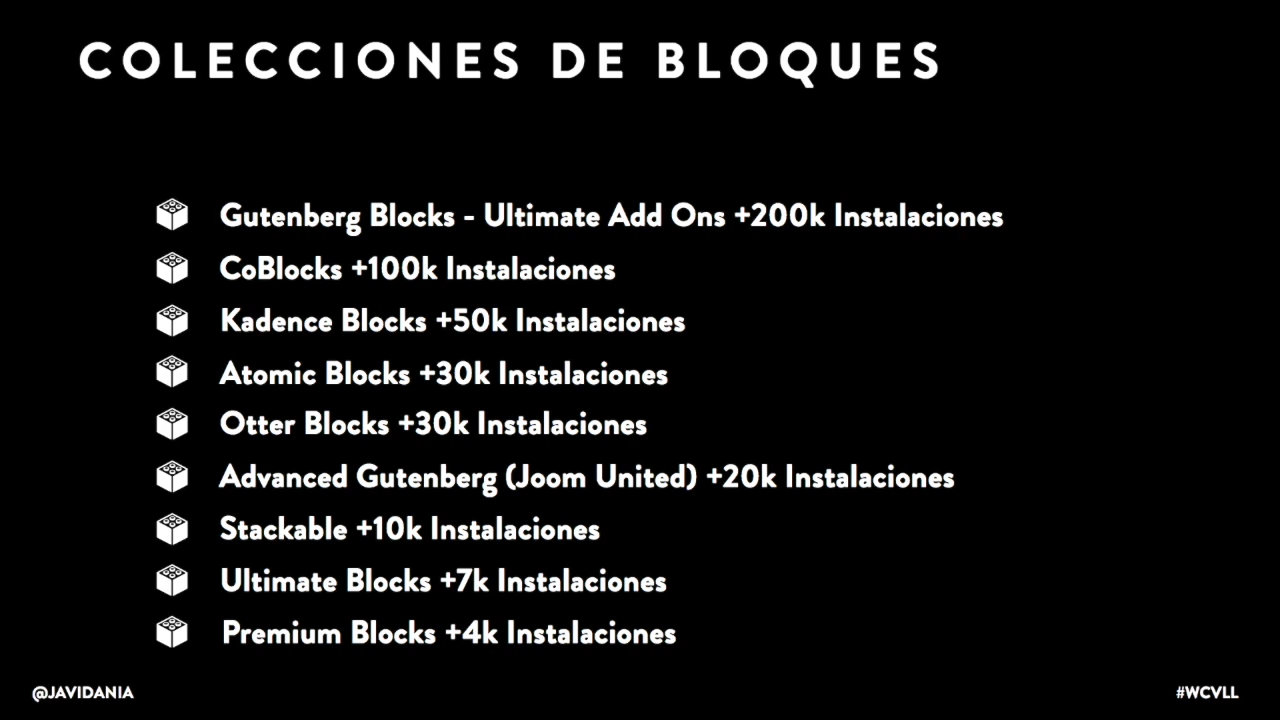 COLECCIONES DE BLOQUES
Gutenberg Blocks - Ultimate Add Ons +200k Instalaciones
CoBlocks +100k Instalaciones
Kadence Blocks +50k Instalaciones
Atomic Blocks +30k Instalaciones
Otter Blocks +30k Instalaciones
Advanced Gutenberg (Joom United) +20k Instalaciones
Stackable +10k Instalaciones
Ultimate Blocks +7k Instalaciones
Premium Blocks +4k Instalaciones
@JAVIDANIA
#WCVLL